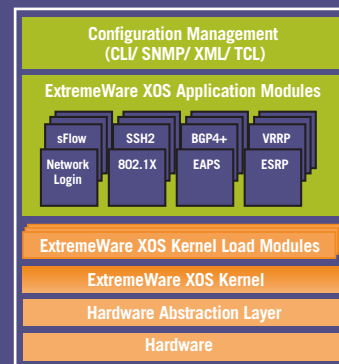 Configuration Management
(CLI/ SNMP/ XML/ TCL)
ExtremeWare XOS Application Modules
sFlow SSH2 BGP4+ VRRP
Network Login 802.1X EAPS ESRP
ExtremeWare XOS Kernel Load Modules
ExtremeWare XOS Kernel
Hardware Abstraction Layer
Hardware